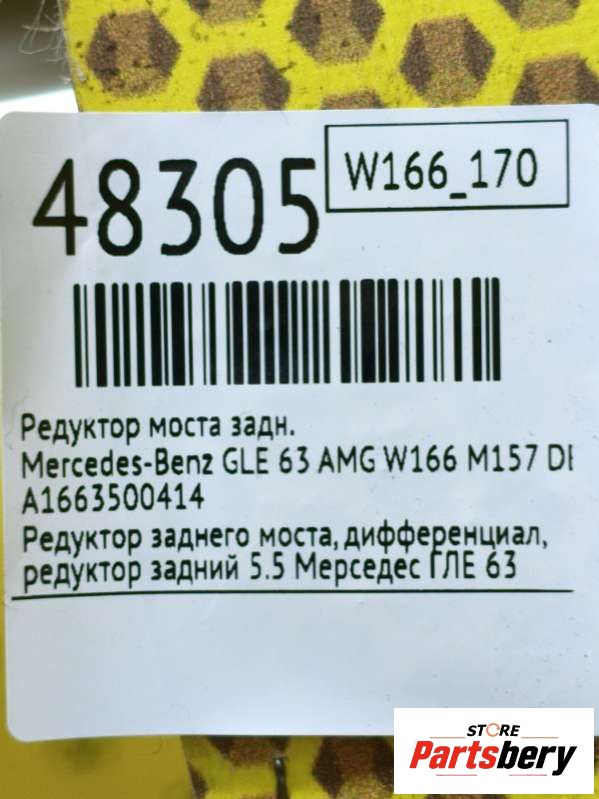 48305
W166_170
Редуктор моста задн.
Mercedes-Benz GLE 63 AMG W166 M157 DE
A1663500414
Редуктор заднего моста, дифференциал,
редуктор задний 5.5 Мерседес ГЛЕ 63
STORE
Partsbery